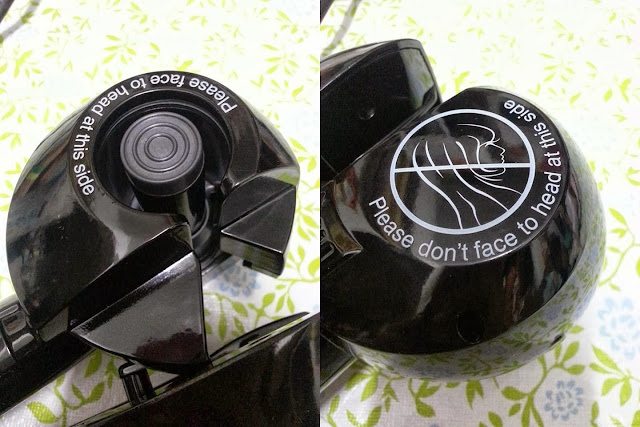 Please face to head at this side
Please don't face to head at this side